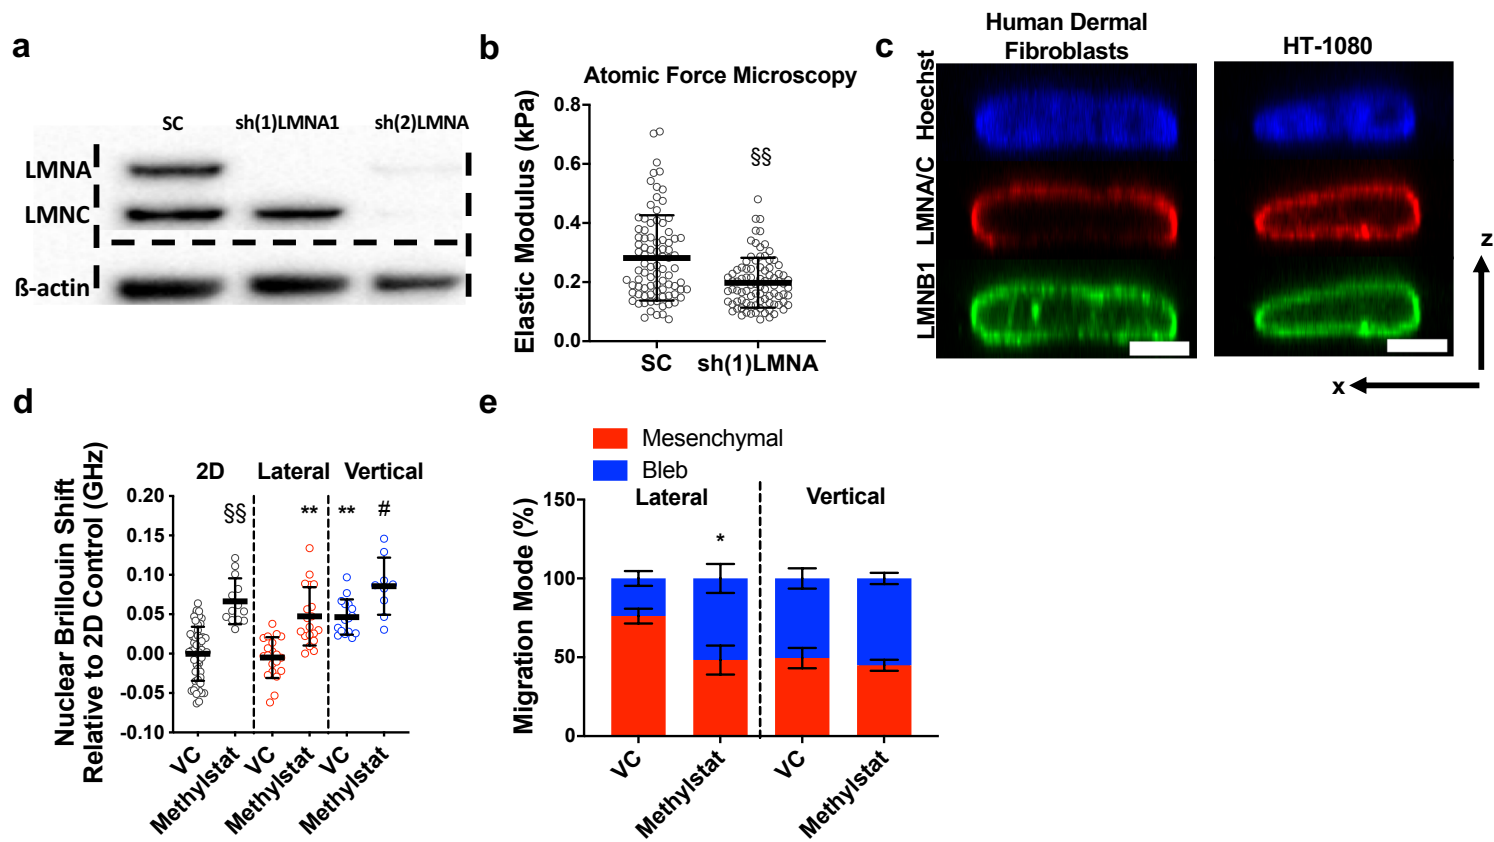 a
SC
sh(1)LMNA1
sh(2)LMNA
LMNA
LMNC
ß-actin
b
Atomic Force Microscopy
Elastic Modulus (kPa)
0.8
0.6
0.4
0.2
0.0
§§
SC
sh(1)LMNA
c
Human Dermal
Fibroblasts
HT-1080
Hoechst
LMNA/C
LMNB1
z
x
d
2D
Lateral
Vertical
Nuclear Brillouin Shift
Relative to 2D Control (GHz)
0.20
0.15
0.10
0.05
0.00
-0.05
-0.10
§§
**
**
#
VC
Methylstat
VC
Methylstat
VC
Methylstat
e
Mesenchymal
Bleb
Lateral
Vertical
Migration Mode (%)
150
100
50
0
*
VC
Methylstat
VC
Methylstat